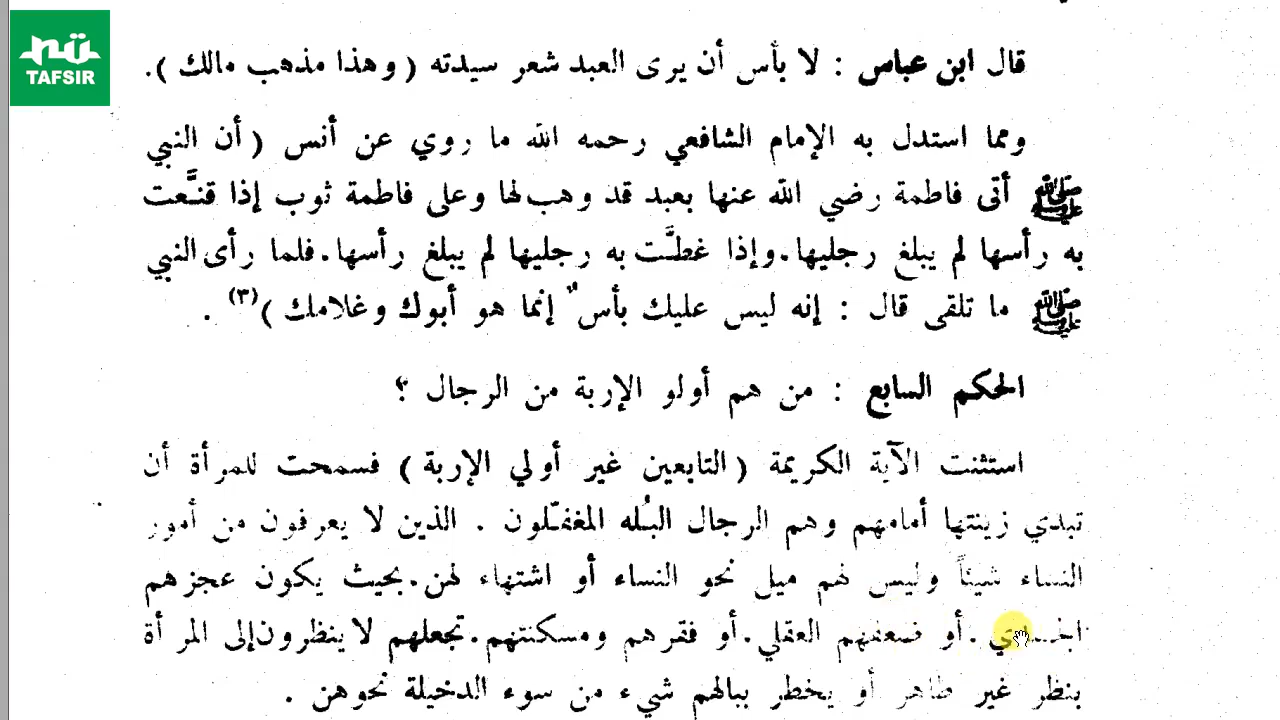 nü
TAFSIR
قال ابن عباس : لا بأس أن يرى العبد شعر سيدته ( وهذا مذهب مالك ) .
ومما استدل به الإمام الشافعي رحمه الله ما روي عن أنس ( أن النبي
ﷺ أتى فاطمة رضي الله عنها بعبد قد وهب لها وعلى فاطمة ثوب إذا قنَّعت
به رأسها لم يبلغ رجليها . وإذا غطَّت به رجليها لم يبلغ رأسها . فلما رأى النبي
ﷺ ما تلقى قال : إنه ليس عليك بأسٌ إنما هو أبوك وغلامك ) (٣) .
الحكم السابع : من هم أولو الإربة من الرجال ؟
استثنت الآية الكريمة ( التابعين غير أولي الإربة ) فسمحت للمرأة أن
تبدي زينتها أمامهم وهم الرجال البُله المغفّلون . الذين لا يعرفون من أمور
النساء شيئاً وليس لهم ميل نحو النساء أو اشتهاء لهن . بحيث يكون عجزهم
الجسدي . أو ضعفهم العقلي . أو فقرهم ومسكنتهم . تجعلهم لا ينظرون إلى المرأة
بنظر غير طاهر أو يخطر ببالهم شيء من سوء الدخيلة نحوهن .